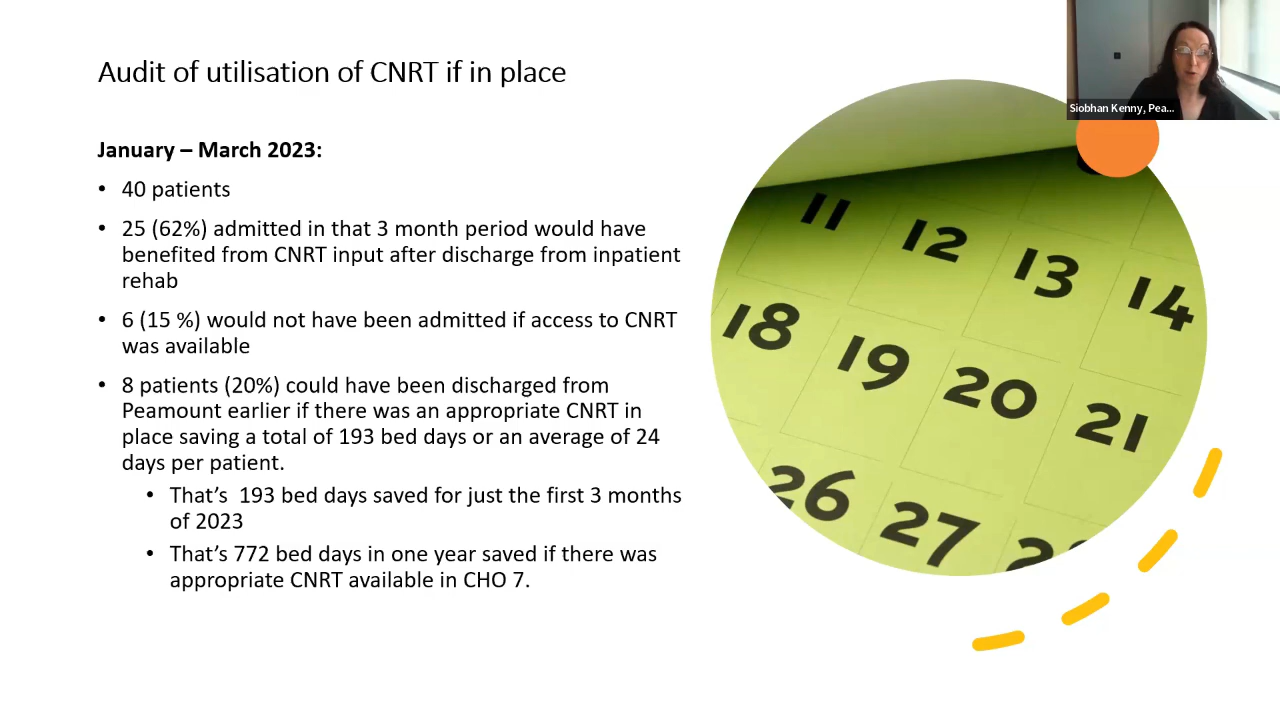 Audit of utilisation of CNRT if in place
Siobhan Kenny, Pea...
January – March 2023:
• 40 patients
• 25 (62%) admitted in that 3 month period would have
benefited from CNRT input after discharge from inpatient
rehab
• 6 (15 %) would not have been admitted if access to CNRT
was available
• 8 patients (20%) could have been discharged from
Peamount earlier if there was an appropriate CNRT in
place saving a total of 193 bed days or an average of 24
days per patient.
• That’s  193 bed days saved for just the first 3 months
of 2023
• That’s 772 bed days in one year saved if there was
appropriate CNRT available in CHO 7.
11 12 13 14
18 19 20 21
26 27